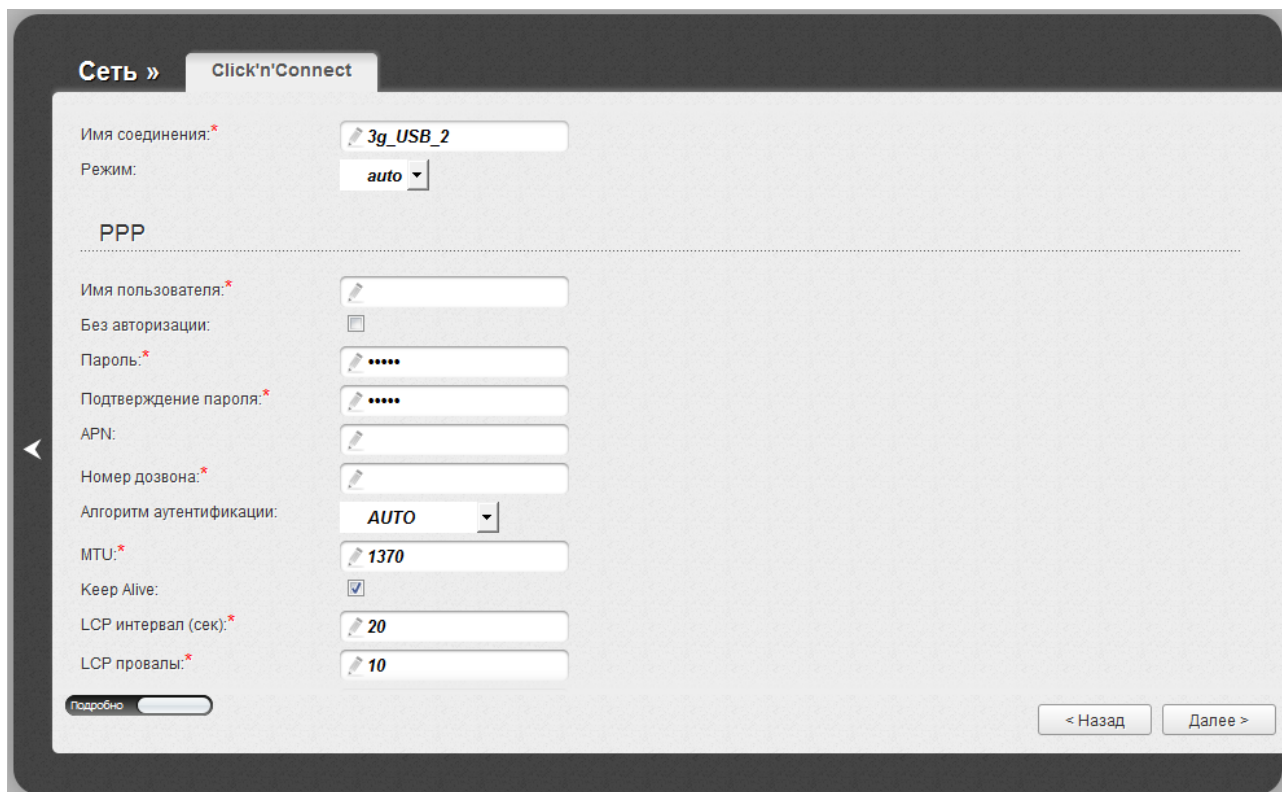 Сеть » Click'n'Connect
Имя соединения:* 3g_USB_2
Режим: auto
PPP
Имя пользователя:*
Без авторизации:
Пароль:* •••••
Подтверждение пароля:* •••••
APN:
Номер дозвона:*
Алгоритм аутентификации: AUTO
MTU:* 1370
Keep Alive:
LCP интервал (сек):* 20
LCP провалы:* 10
Подробно
< Назад Далее >